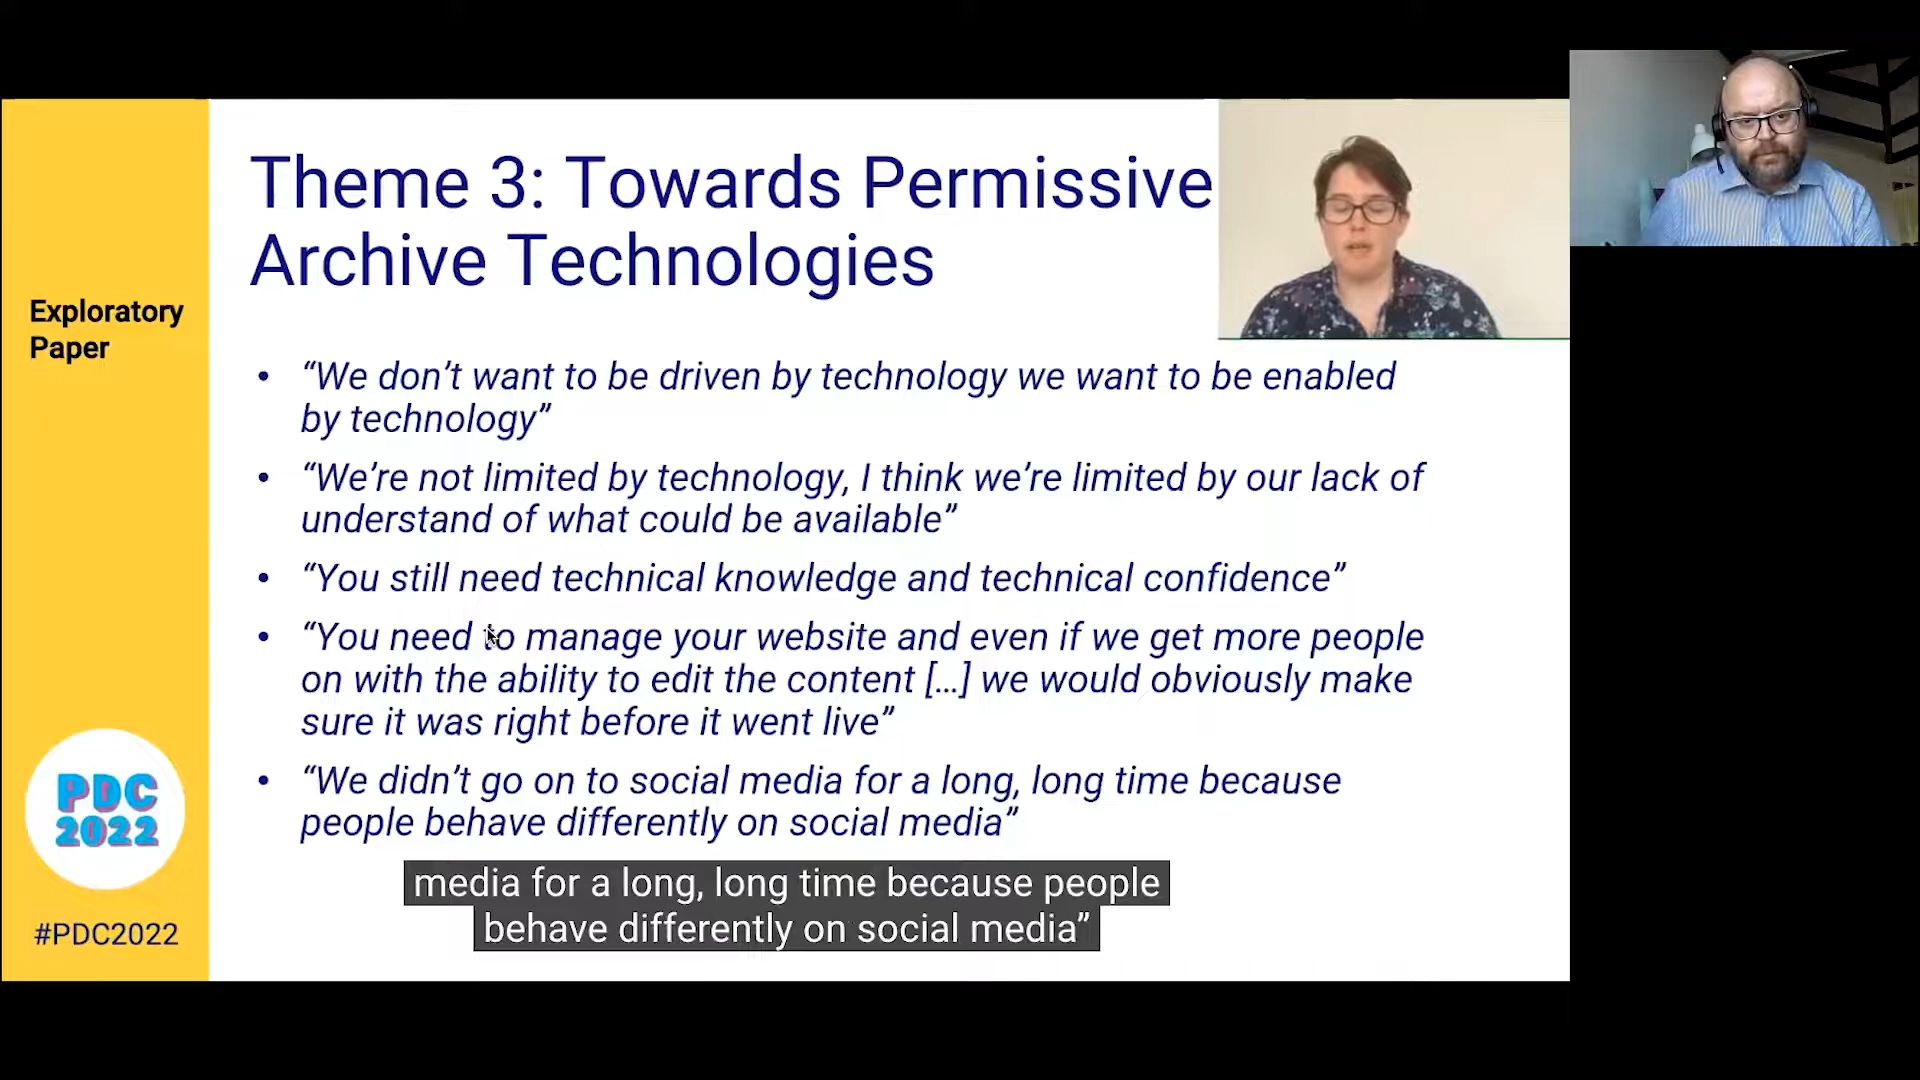 Theme 3: Towards Permissive
Archive Technologies
Exploratory
Paper
• “We don’t want to be driven by technology we want to be enabled
by technology”
• “We’re not limited by technology, I think we’re limited by our lack of
understand of what could be available”
• “You still need technical knowledge and technical confidence”
• “You need to manage your website and even if we get more people
on with the ability to edit the content [...] we would obviously make
sure it was right before it went live”
• “We didn’t go on to social media for a long, long time because
people behave differently on social media”
PDC
2022
#PDC2022
media for a long, long time because people
behave differently on social media”